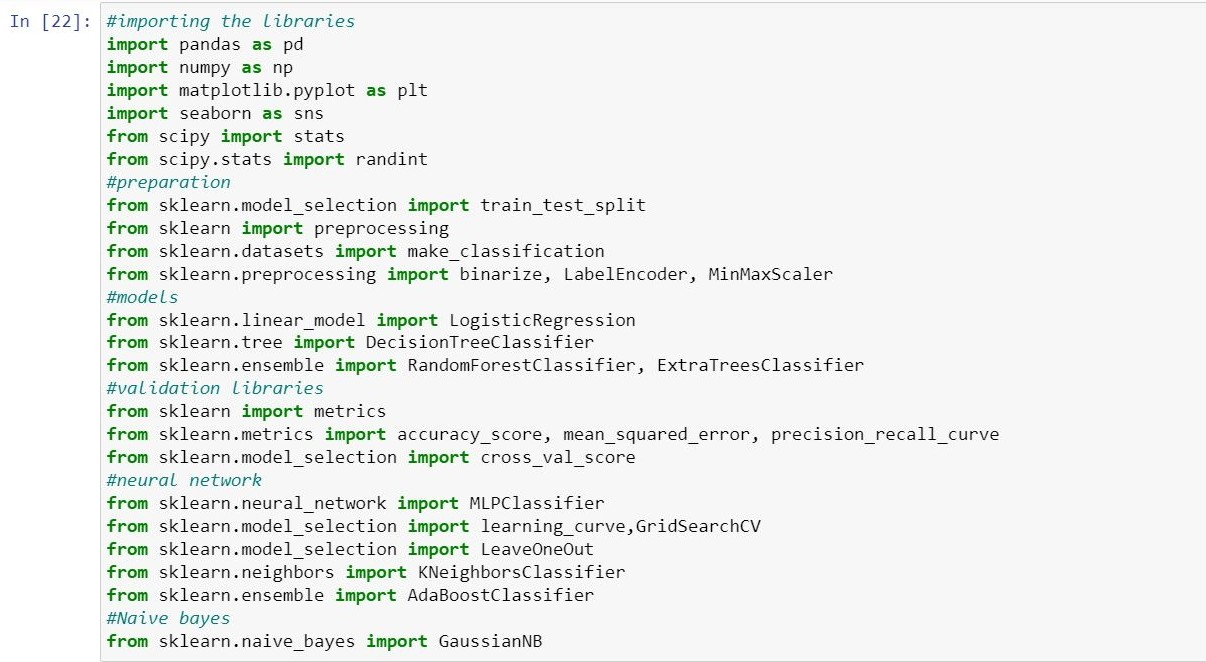 In [22]: #importing the libraries
import pandas as pd
import numpy as np
import matplotlib.pyplot as plt
import seaborn as sns
from scipy import stats
from scipy.stats import randint
#preparation
from sklearn.model_selection import train_test_split
from sklearn import preprocessing
from sklearn.datasets import make_classification
from sklearn.preprocessing import binarize, LabelEncoder, MinMaxScaler
#models
from sklearn.linear_model import LogisticRegression
from sklearn.tree import DecisionTreeClassifier
from sklearn.ensemble import RandomForestClassifier, ExtraTreesClassifier
#validation libraries
from sklearn import metrics
from sklearn.metrics import accuracy_score, mean_squared_error, precision_recall_curve
from sklearn.model_selection import cross_val_score
#neural network
from sklearn.neural_network import MLPClassifier
from sklearn.model_selection import learning_curve,GridSearchCV
from sklearn.model_selection import LeaveOneOut
from sklearn.neighbors import KNeighborsClassifier
from sklearn.ensemble import AdaBoostClassifier
#Naive bayes
from sklearn.naive_bayes import GaussianNB